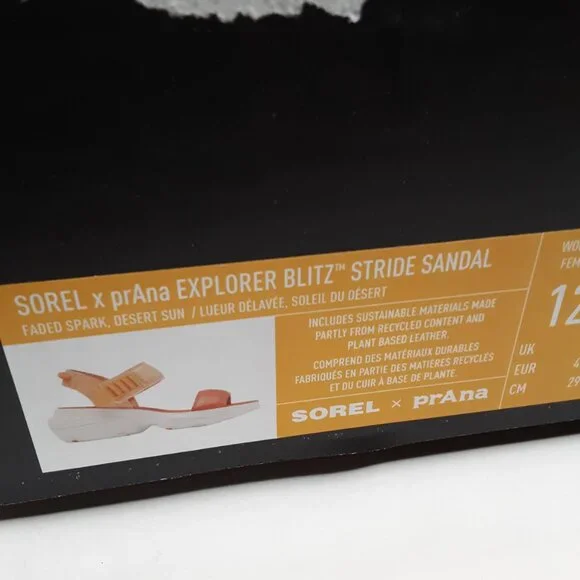 SOREL x prAna EXPLORER BLITZ™ STRIDE SANDAL
FADED SPARK, DESERT SUN / LUEUR DÉLAVÉE, SOLEIL DU DÉSERT
INCLUDES SUSTAINABLE MATERIALS MADE
PARTLY FROM RECYCLED CONTENT AND
PLANT BASED LEATHER.
COMPREND DES MATÉRIAUX DURABLES
FABRIQUÉS EN PARTIE DES MATIÈRES RECYCLÉS
ET DU CUIR À BASE DE PLANTE.
SOREL x prAna
12
UK
EUR
CM